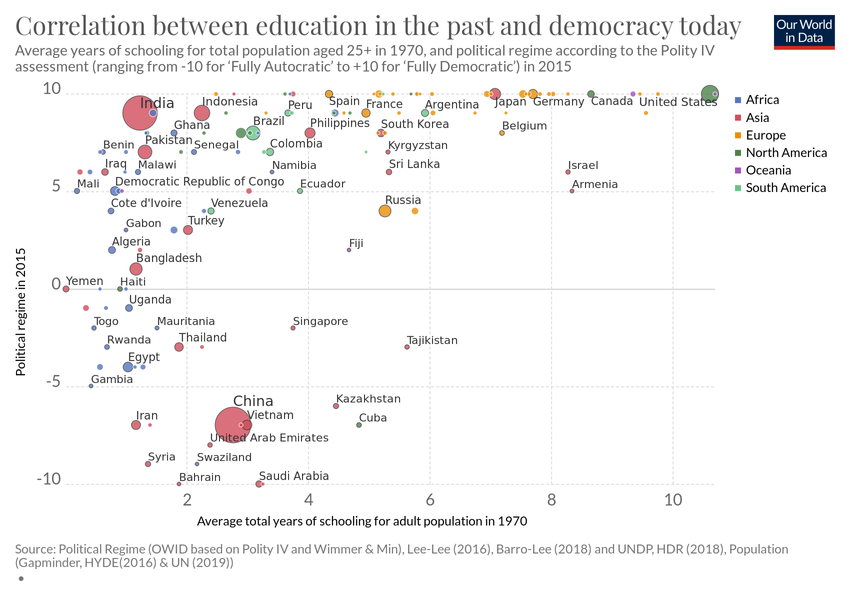 Correlation between education in the past and democracy today
Our World
in Data
Average years of schooling for total population aged 25+ in 1970, and political regime according to the Polity IV
assessment (ranging from -10 for 'Fully Autocratic' to +10 for 'Fully Democratic') in 2015
10
India
Indonesia
Peru
Spain
France
Argentina
Japan
Germany
Canada
United States
Ghana
Brazil
Philippines
South Korea
Belgium
Benin
Pakistan
Senegal
Colombia
Kyrgyzstan
Iraq
Malawi
Namibia
Sri Lanka
Israel
Mali
Democratic Republic of Congo
Ecuador
Armenia
5
Cote d'Ivoire
Venezuela
Russia
Gabon
Turkey
Algeria
Fiji
Bangladesh
0
Yemen
Haiti
Uganda
Togo
Mauritania
Singapore
Rwanda
Thailand
Tajikistan
Egypt
Gambia
-5
China
Kazakhstan
Iran
Vietnam
Cuba
United Arab Emirates
Syria
Swaziland
Bahrain
Saudi Arabia
-10
2
4
6
8
10
Political regime in 2015
Average total years of schooling for adult population in 1970
Africa
Asia
Europe
North America
Oceania
South America
Source: Political Regime (OWID based on Polity IV and Wimmer & Min), Lee-Lee (2016), Barro-Lee (2018) and UNDP, HDR (2018), Population
(Gapminder, HYDE(2016) & UN (2019))